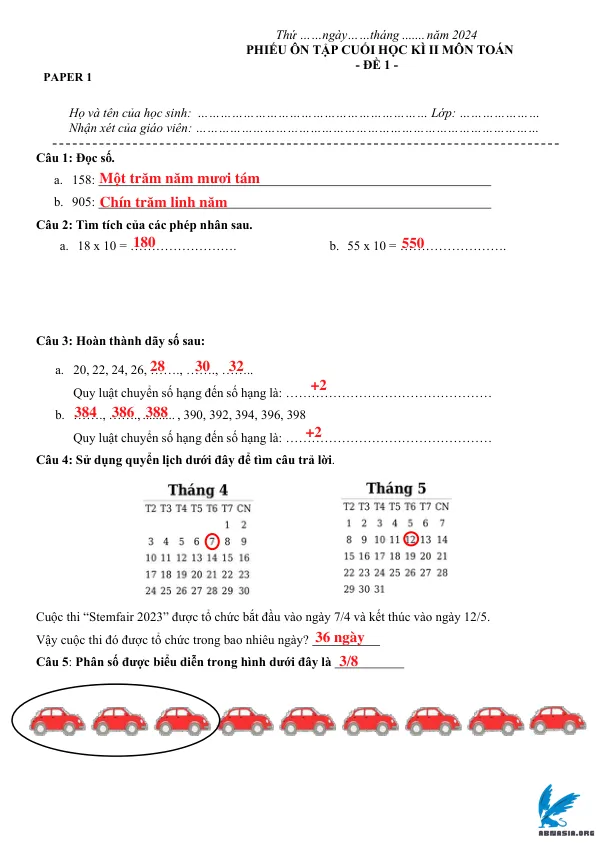 Thứ ……ngày……tháng ....... năm 2024
PHIẾU ÔN TẬP CUỐI HỌC KÌ II MÔN TOÁN
- ĐỀ 1 -
PAPER 1
Họ và tên của học sinh: …………………………………………………… Lớp: …………………
Nhận xét của giáo viên: ………………………………………………………………………………
Câu 1: Đọc số.
a. 158: Một trăm năm mươi tám
b. 905: Chín trăm linh năm
Câu 2: Tìm tích của các phép nhân sau.
a. 18 x 10 = 180 ……………………. b. 55 x 10 = 550 …………………….
Câu 3: Hoàn thành dãy số sau:
a. 20, 22, 24, 26, 28, 30, 32
Quy luật chuyển số hạng đến số hạng là: +2
b. 384, 386, 388, 390, 392, 394, 396, 398
Quy luật chuyển số hạng đến số hạng là: +2
Câu 4: Sử dụng quyển lịch dưới đây để tìm câu trả lời.
Tháng 4
T2 T3 T4 T5 T6 T7 CN
1 2
3 4 5 6 7 8 9
10 11 12 13 14 15 16
17 18 19 20 21 22 23
24 25 26 27 28 29 30
Tháng 5
T2 T3 T4 T5 T6 T7 CN
1 2 3 4 5 6 7
8 9 10 11 12 13 14
15 16 17 18 19 20 21
22 23 24 25 26 27 28
29 30 31
Cuộc thi “Stemfair 2023” được tổ chức bắt đầu vào ngày 7/4 và kết thúc vào ngày 12/5.
Vậy cuộc thi đó được tổ chức trong bao nhiêu ngày? 36 ngày
Câu 5: Phân số được biểu diễn trong hình dưới đây là 3/8
ABNASIA.ORG